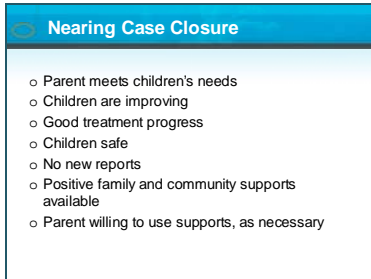 Nearing Case Closure
o Parent meets children's needs
o Children are improving
o Good treatment progress
o Children safe
o No new reports
o Positive family and community supports
available
o Parent willing to use supports, as necessary